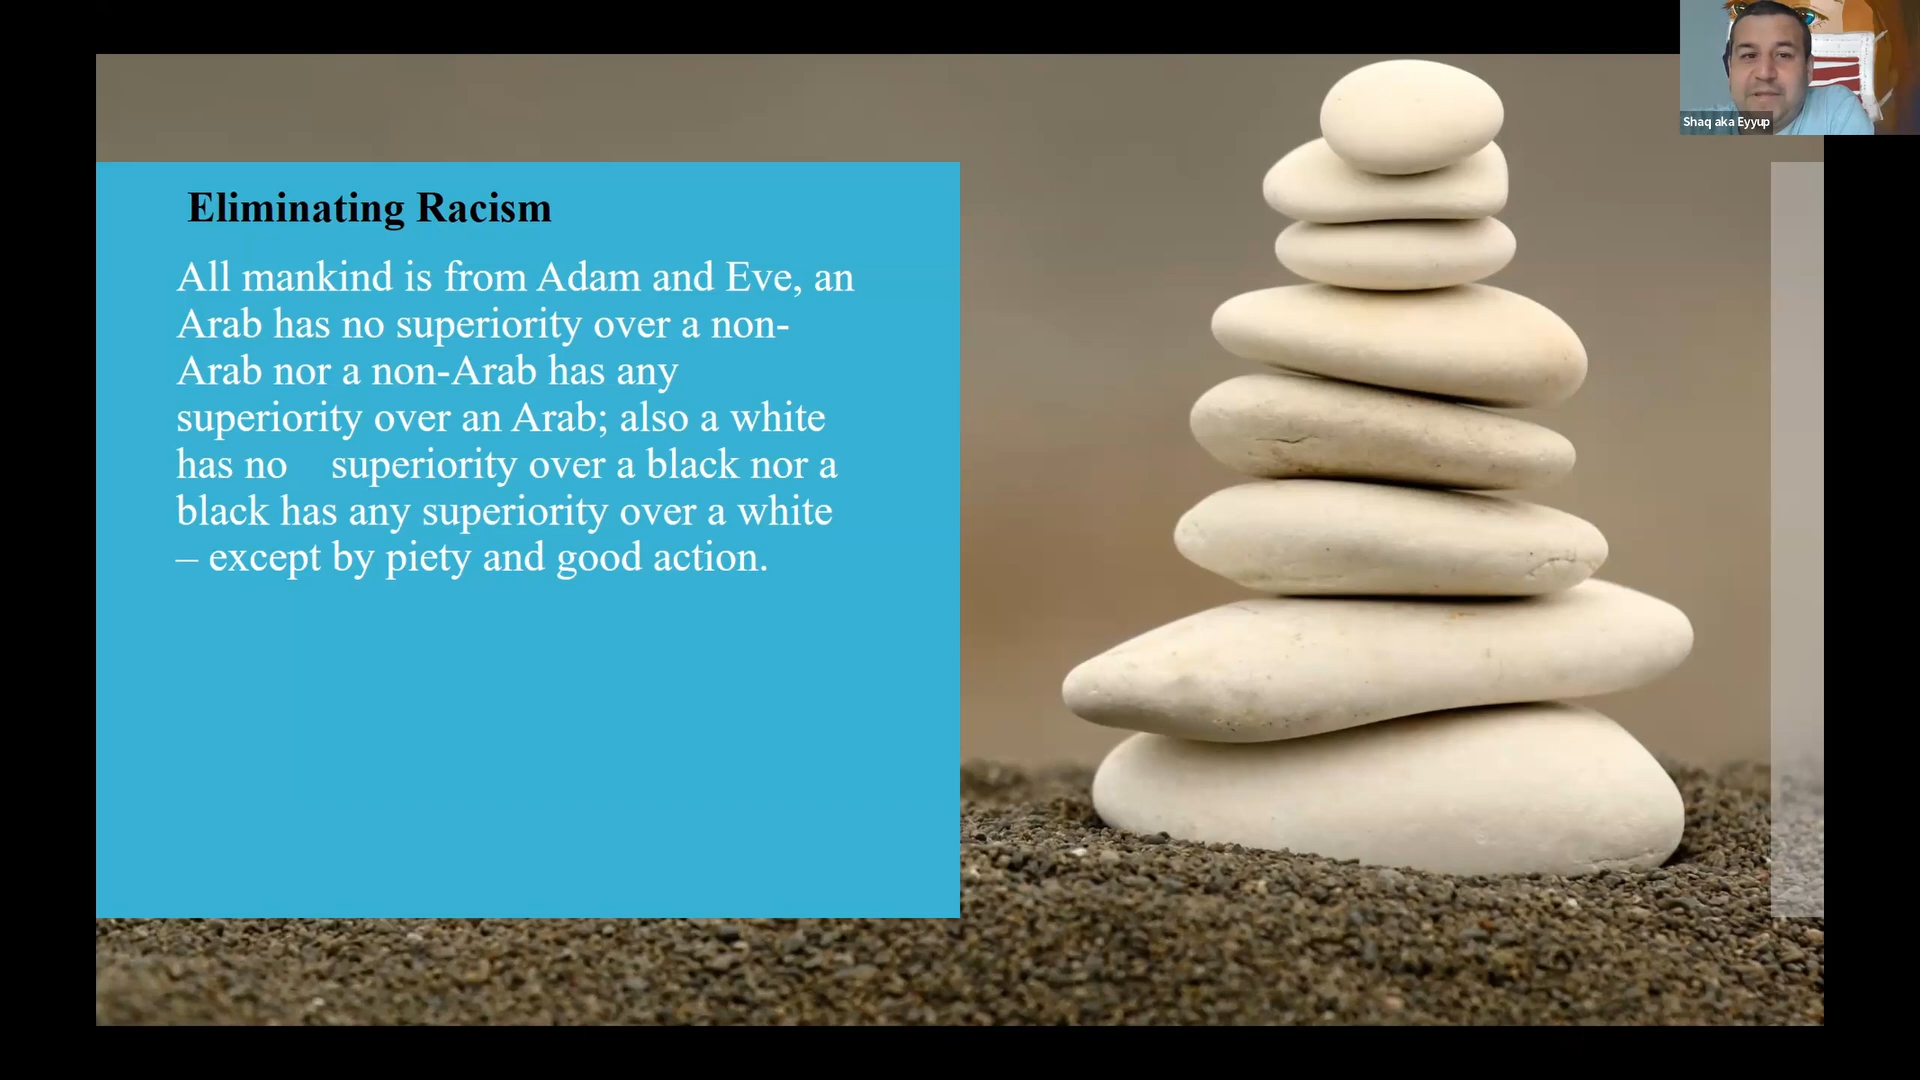 Shaq aka Eyyup
Eliminating Racism
All mankind is from Adam and Eve, an
Arab has no superiority over a non-
Arab nor a non-Arab has any
superiority over an Arab; also a white
has no    superiority over a black nor a
black has any superiority over a white
– except by piety and good action.